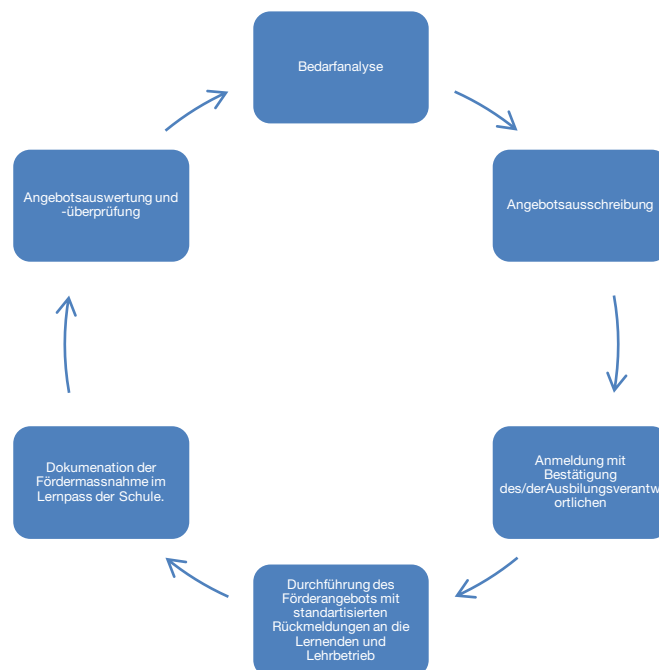 Bedarfanalyse
Angebotsausschreibung
Anmeldung mit
Bestätigung
des/derAusbilungsverantw
ortlichen
Durchführung des
Förderangebots mit
standartisierten
Rückmeldungen an die
Lernenden und
Lehrbetrieb
Dokumenation der
Fördermassnahme im
Lernpass der Schule.
Angebotsauswertung und
-überprüfung